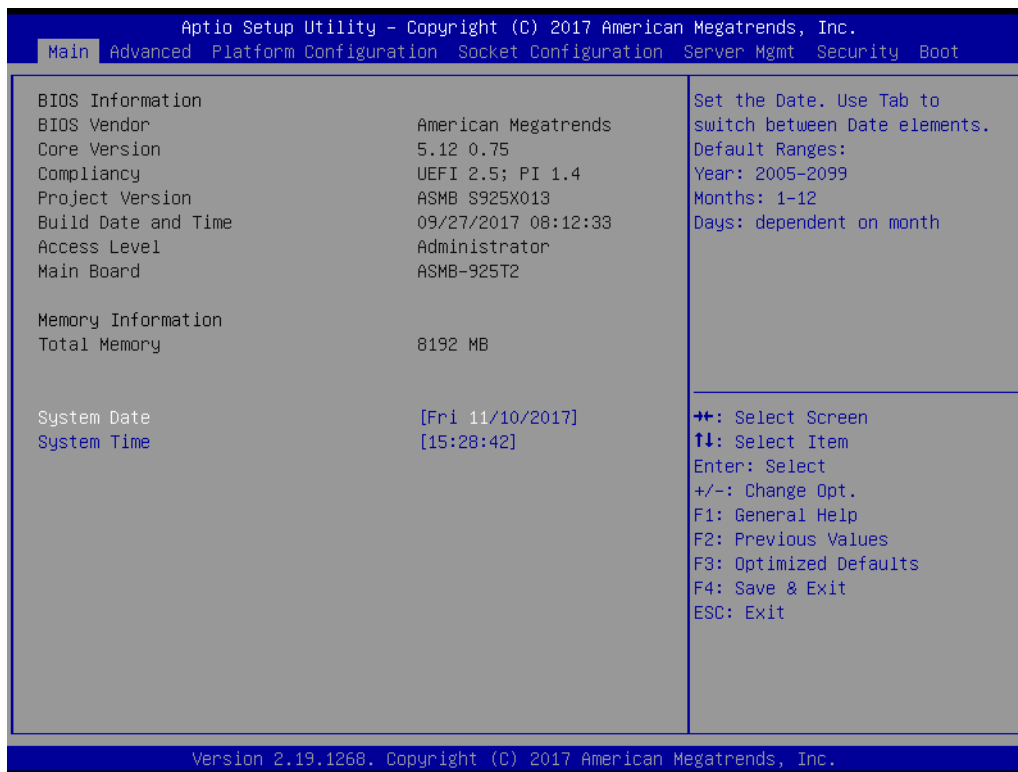 Aptio Setup Utility – Copyright (C) 2017 American Megatrends, Inc.
Main Advanced Platform Configuration Socket Configuration Server Mgmt Security Boot
BIOS Information
BIOS Vendor American Megatrends
Core Version 5.12 0.75
Compliancy UEFI 2.5; PI 1.4
Project Version ASMB S925X013
Build Date and Time 09/27/2017 08:12:33
Access Level Administrator
Main Board ASMB-925T2
Memory Information
Total Memory 8192 MB
System Date [Fri 11/10/2017]
System Time [15:28:42]
Set the Date. Use Tab to
switch between Date elements.
Default Ranges:
Year: 2005-2099
Months: 1-12
Days: dependent on month
→←: Select Screen
↑↓: Select Item
Enter: Select
+/-: Change Opt.
F1: General Help
F2: Previous Values
F3: Optimized Defaults
F4: Save & Exit
ESC: Exit
Version 2.19.1268. Copyright (C) 2017 American Megatrends, Inc.